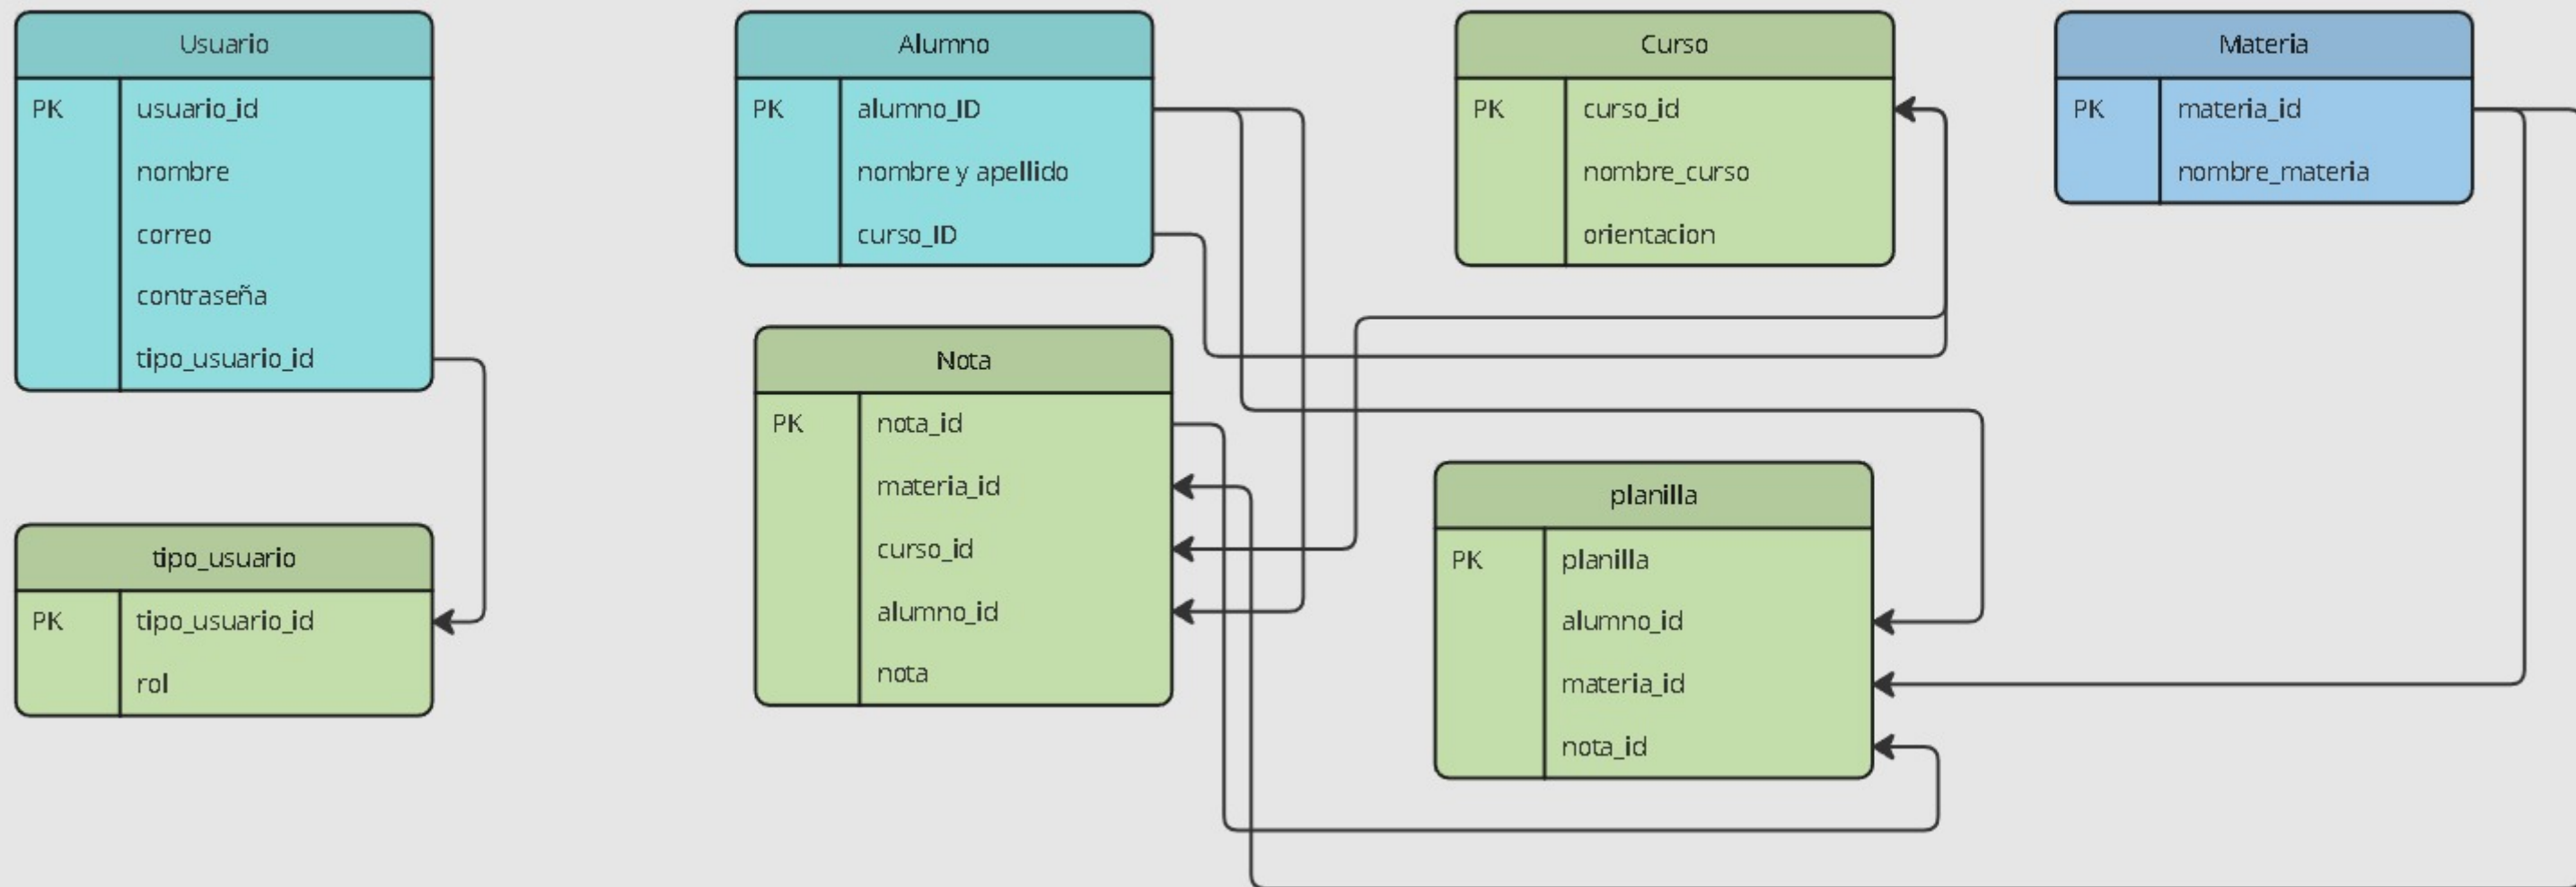 Usuario
PK usuario_id
nombre
correo
contraseña
tipo_usuario_id
tipo_usuario
PK tipo_usuario_id
rol
Alumno
PK alumno_ID
nombre y apellido
curso_ID
Nota
PK nota_id
materia_id
curso_id
alumno_id
nota
Curso
PK curso_id
nombre_curso
orientacion
planilla
PK planilla
alumno_id
materia_id
nota_id
Materia
PK materia_id
nombre_materia